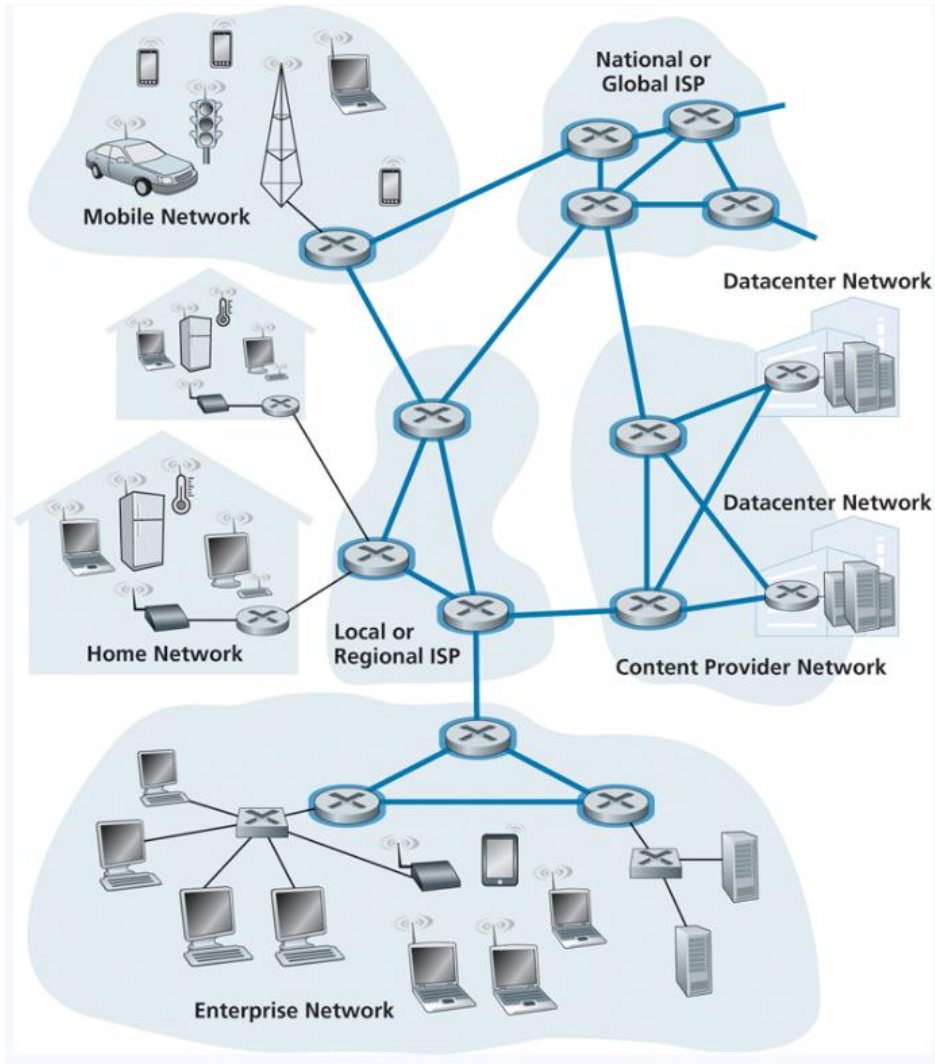 National or
Global ISP
Mobile Network
Datacenter Network
Datacenter Network
Home Network
Local or
Regional ISP
Content Provider Network
Enterprise Network